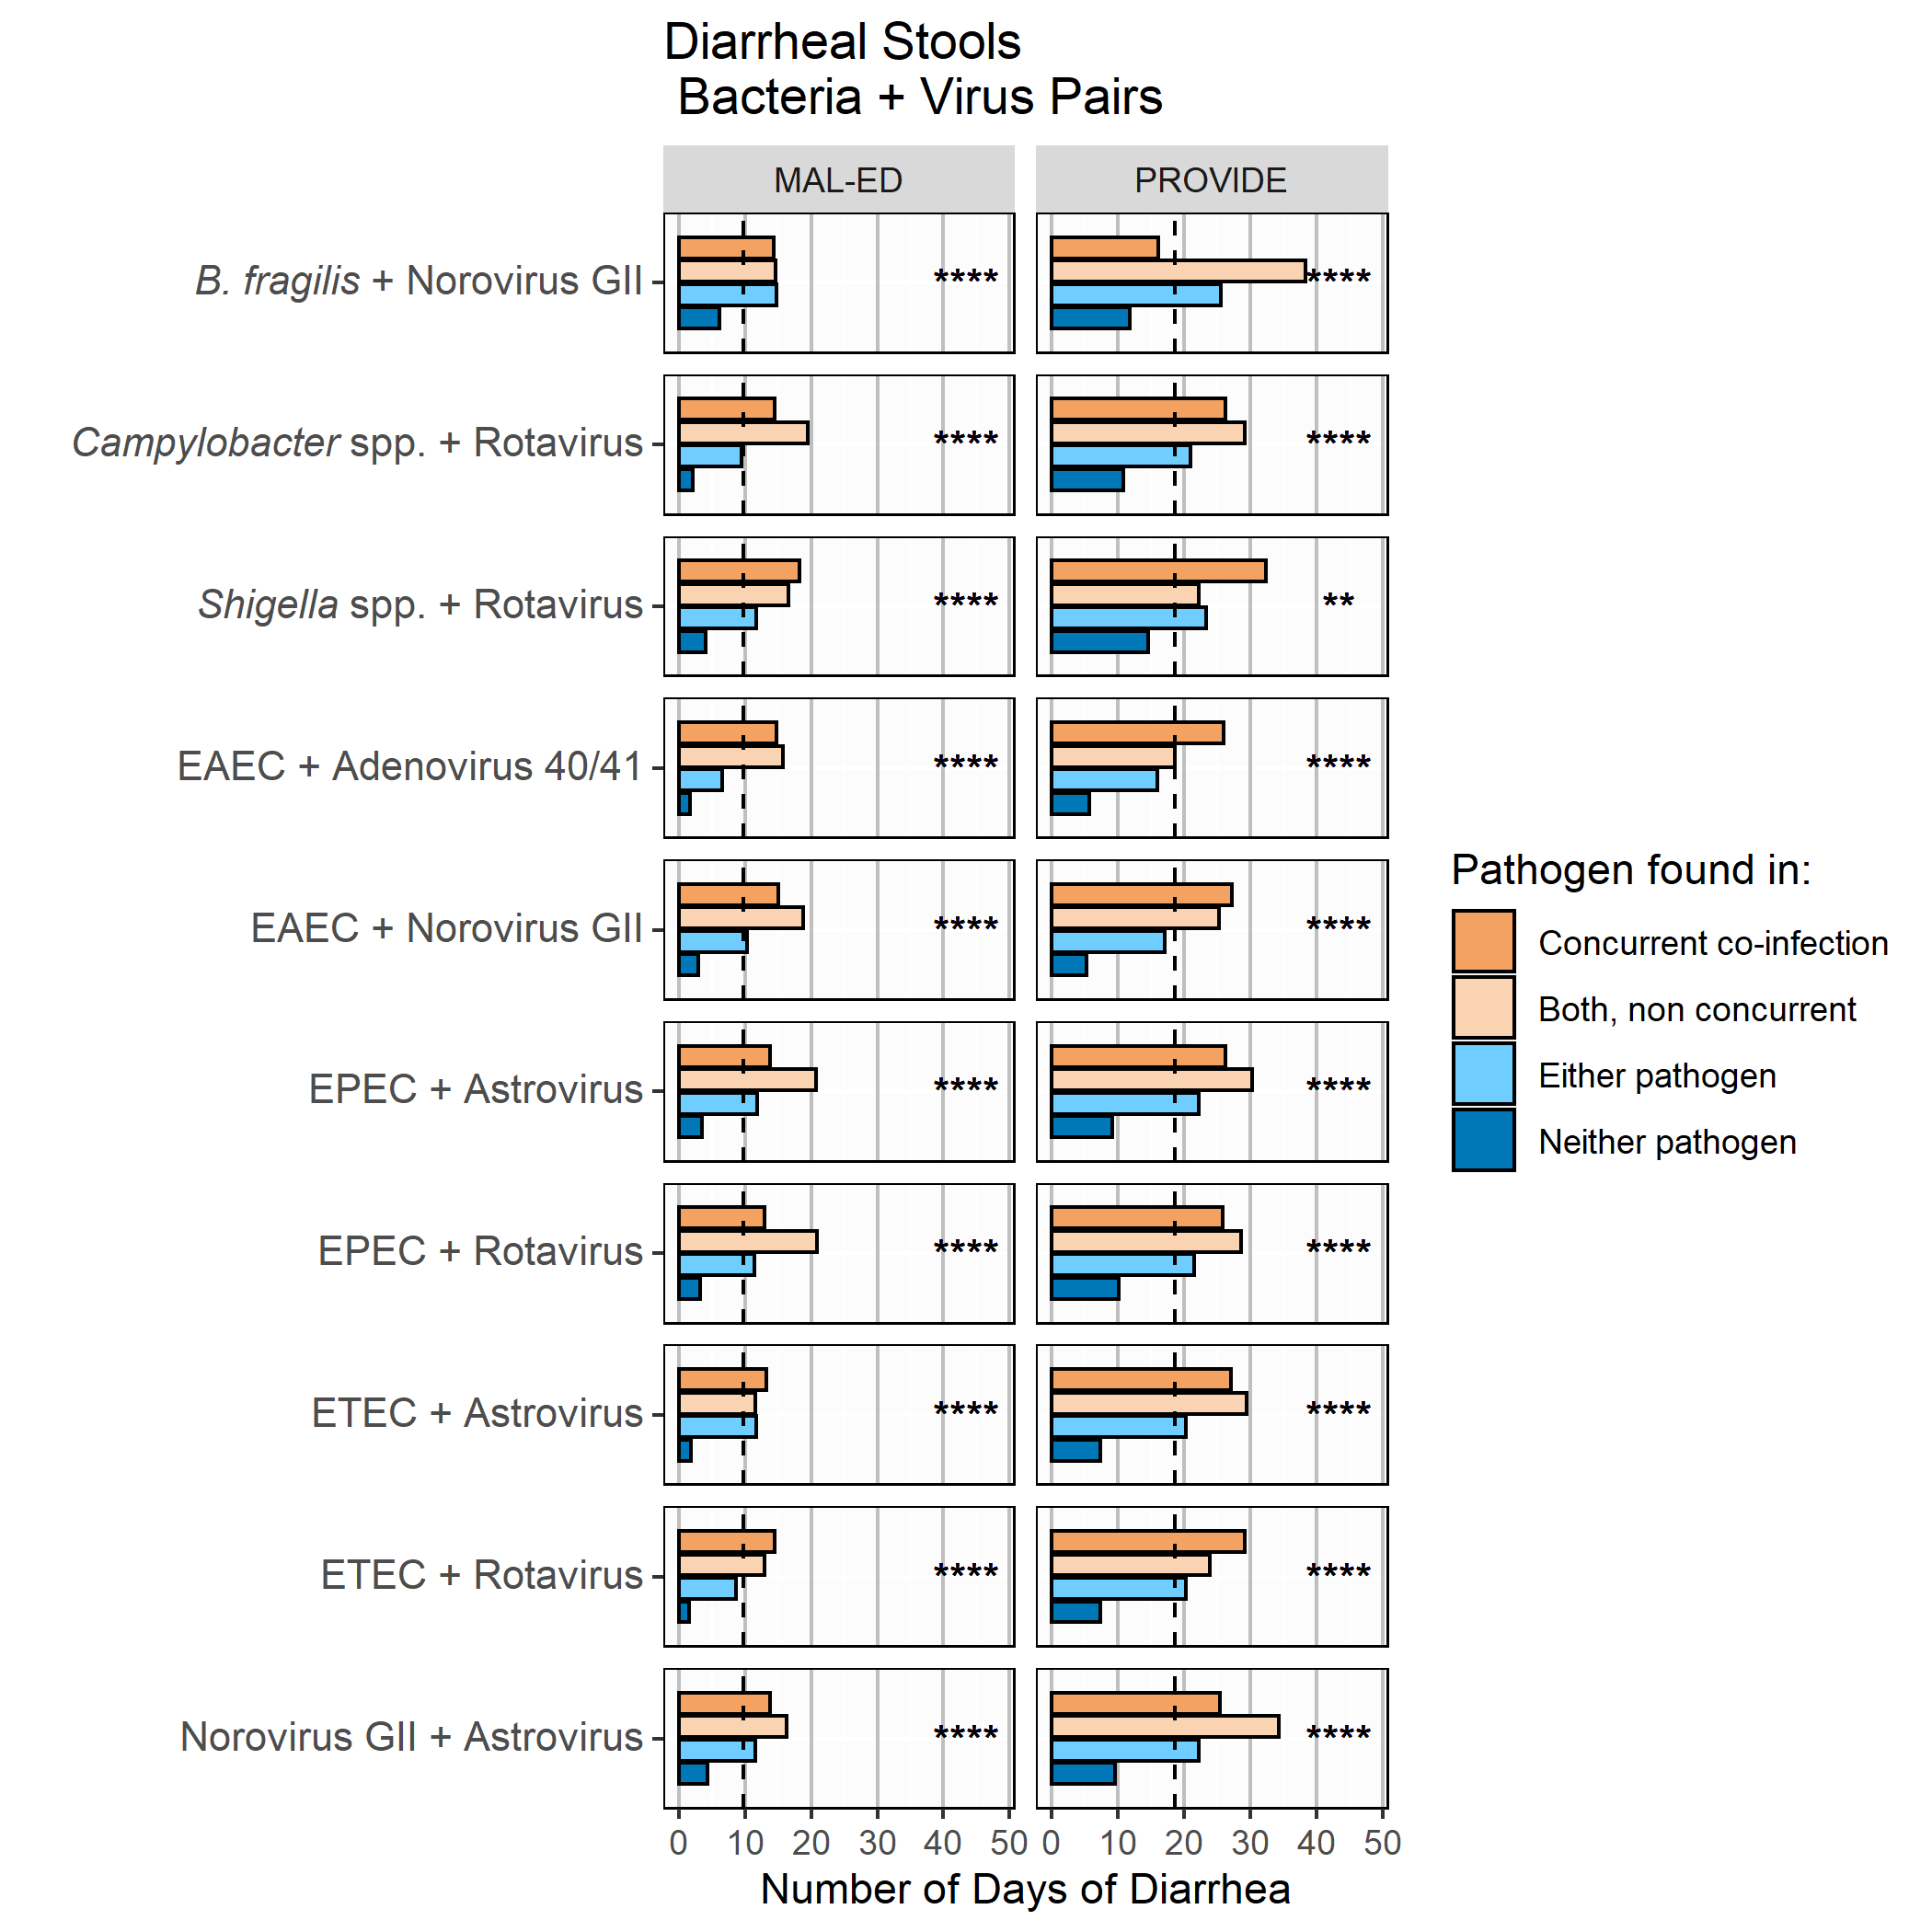 Diarrheal Stools
Bacteria + Virus Pairs
MAL-ED PROVIDE
B. fragilis + Norovirus GII **** ****
Campylobacter spp. + Rotavirus **** ****
Shigella spp. + Rotavirus **** **
EAEC + Adenovirus 40/41 **** ****
EAEC + Norovirus GII **** ****
EPEC + Astrovirus **** ****
EPEC + Rotavirus **** ****
ETEC + Astrovirus **** ****
ETEC + Rotavirus **** ****
Norovirus GII + Astrovirus **** ****
0 10 20 30 40 50 0 10 20 30 40 50
Number of Days of Diarrhea
Pathogen found in:
Concurrent co-infection
Both, non concurrent
Either pathogen
Neither pathogen